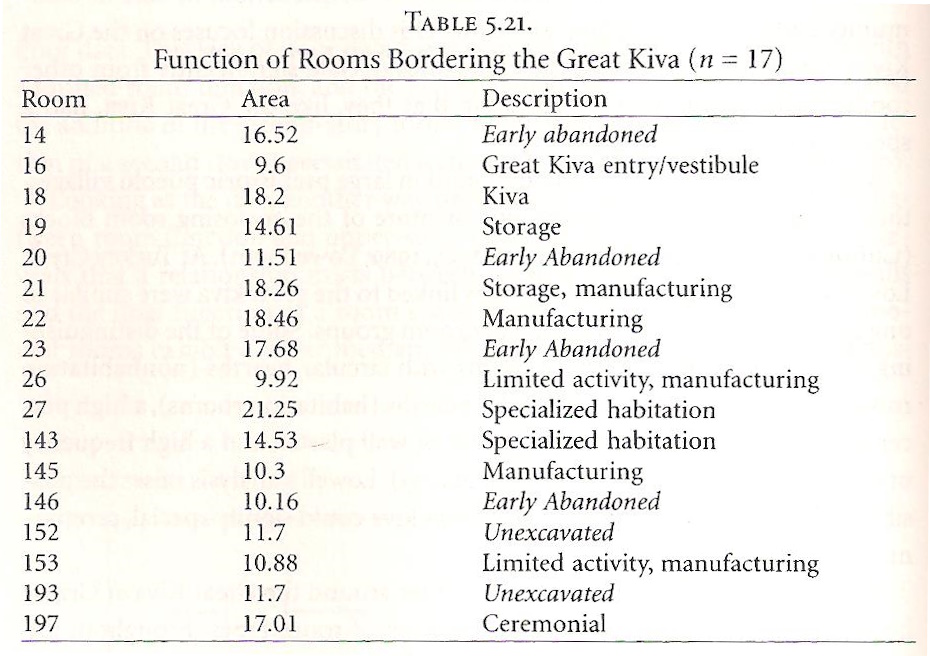 TABLE 5.21.
Function of Rooms Bordering the Great Kiva (n = 17)
Room Area Description
14 16.52 Early abandoned
16 9.6 Great Kiva entry/vestibule
18 18.2 Kiva
19 14.61 Storage
20 11.51 Early Abandoned
21 18.26 Storage, manufacturing
22 18.46 Manufacturing
23 17.68 Early Abandoned
26 9.92 Limited activity, manufacturing
27 21.25 Specialized habitation
143 14.53 Specialized habitation
145 10.3 Manufacturing
146 10.16 Early Abandoned
152 11.7 Unexcavated
153 10.88 Limited activity, manufacturing
193 11.7 Unexcavated
197 17.01 Ceremonial